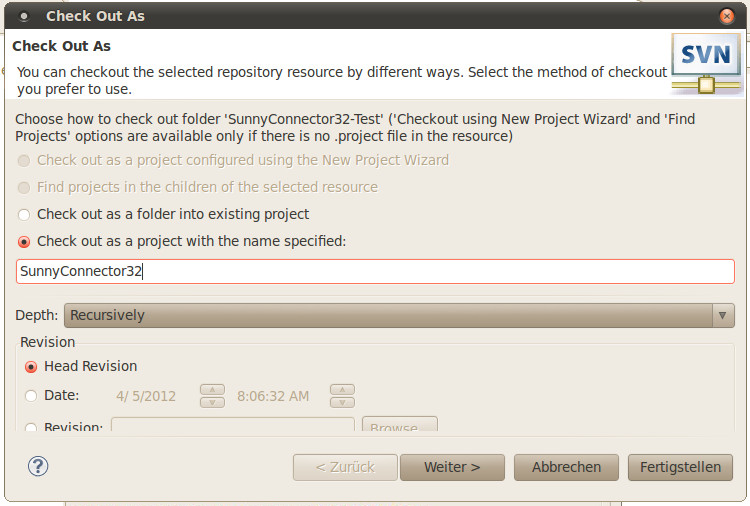 Check Out As
Check Out As
SVN
You can checkout the selected repository resource by different ways. Select the method of checkout
you prefer to use.
Choose how to check out folder 'SunnyConnector32-Test' ('Checkout using New Project Wizard' and 'Find
Projects' options are available only if there is no .project file in the resource)
Check out as a project configured using the New Project Wizard
Find projects in the children of the selected resource
Check out as a folder into existing project
Check out as a project with the name specified:
SunnyConnector32
Depth: Recursively
Revision
Head Revision
Date: 4/ 5/2012 8:06:32 AM
Revision: Browse...
? < Zurück Weiter > Abbrechen Fertigstellen